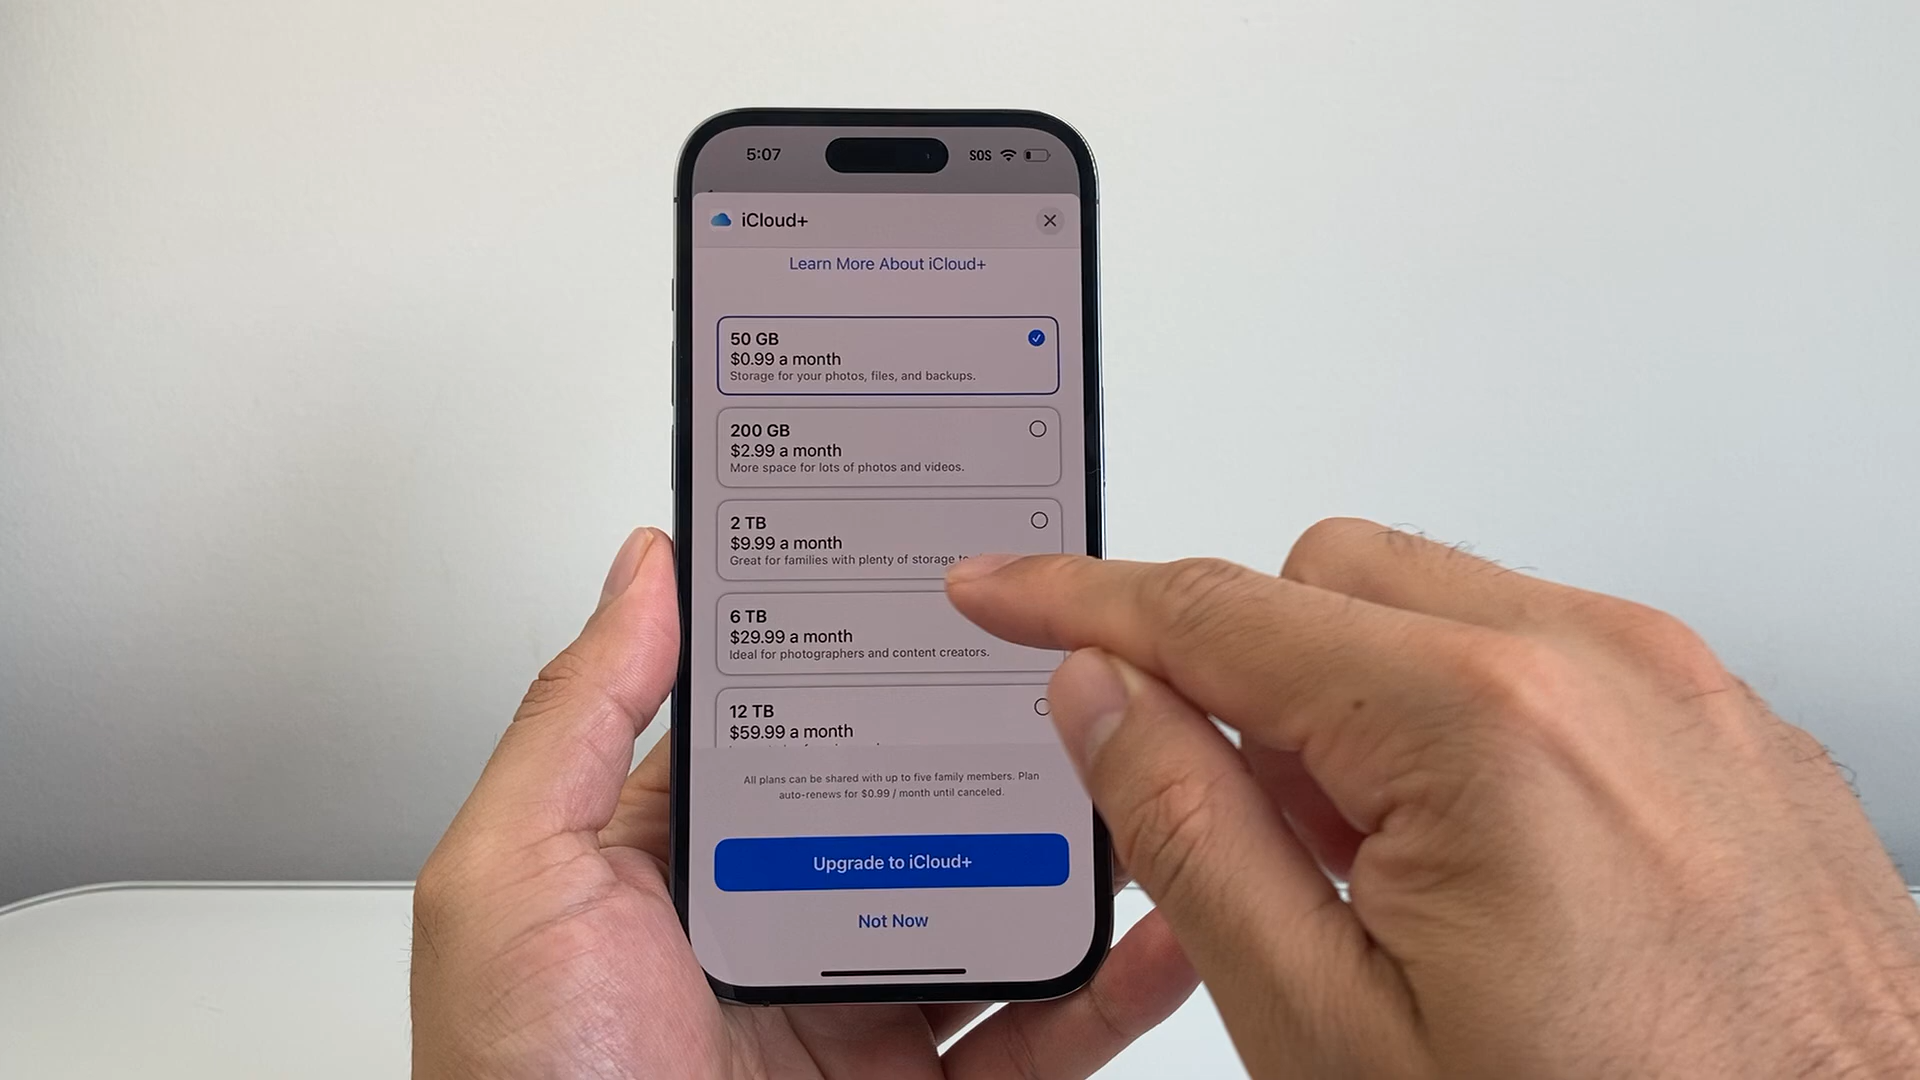 5:07
SOS
iCloud+
Learn More About iCloud+
50 GB
$0.99 a month
Storage for your photos, files, and backups.
200 GB
$2.99 a month
More space for lots of photos and videos.
2 TB
$9.99 a month
Great for families with plenty of storage
6 TB
$29.99 a month
Ideal for photographers and content creators.
12 TB
$59.99 a month
All plans can be shared with up to five family members. Plan
auto-renews for $0.99 / month until canceled.
Upgrade to iCloud+
Not Now